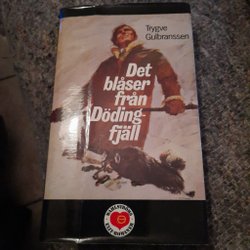 Trygve
Gulbranssen
Det
blåser
från
Döding-
fjäll